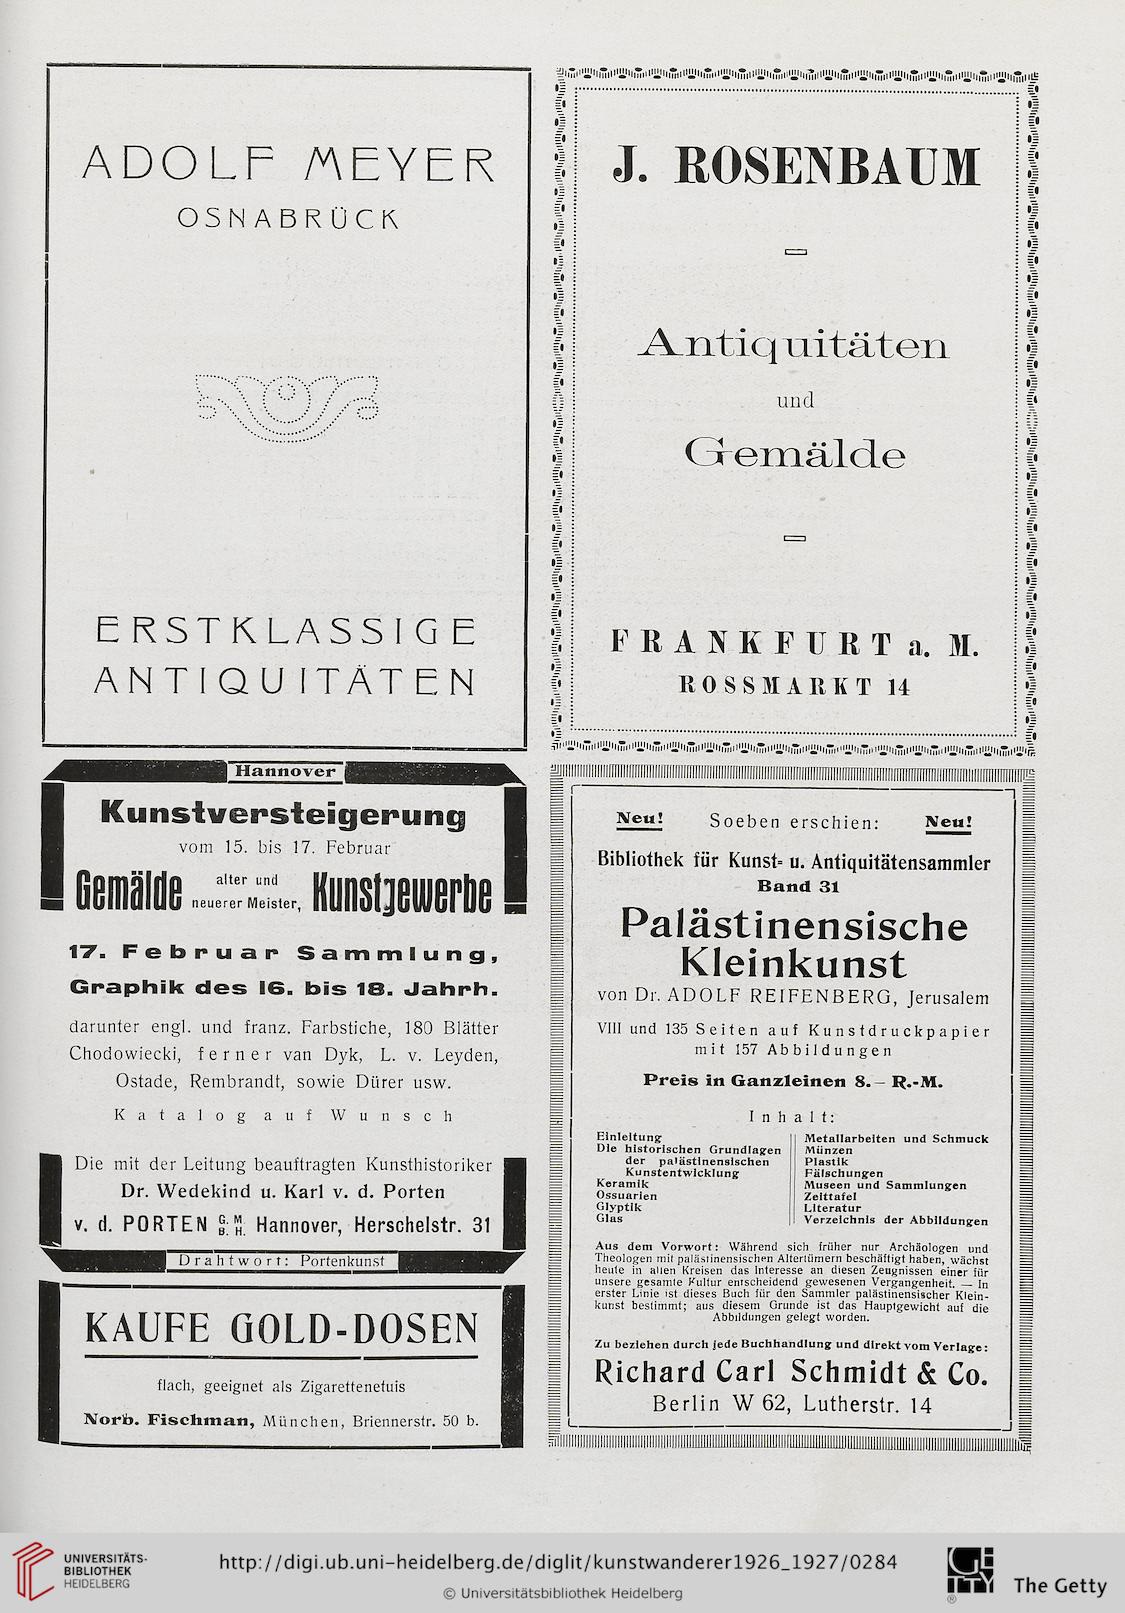 ADOLF MEYER
OSNABRÜCK
ERSTKLASSIGE
ANTIQUITÄTEN
J. ROSENBAUM
Antiquitäten
und
Gemälde
FRANKFURT a. M.
ROSSMARKT 14
Hannover
Kunstversteigerung
vom 15. bis 17. Februar
Gemälde alter und neuerer Meister, Kunstgewerbe
17. Februar Sammlung,
Graphik des 16. bis 18. Jahrh.
darunter engl. und franz. Farbstiche, 180 Blätter
Chodowiecki, ferner van Dyk, L. v. Leyden,
Ostade, Rembrandt, sowie Dürer usw.
Katalog auf Wunsch
Die mit der Leitung beauftragten Kunsthistoriker
Dr. Wedekind u. Karl v. d. Porten
v. d. PORTEN G. M. B. H. Hannover, Herschelstr. 31
Drahtwort: Portenkunst
KAUFE GOLD-DOSEN
flach, geeignet als Zigarettenetuis
Norb. Fischman, München, Briennerstr. 50 b.
Neu! Soeben erschien: Neu!
Bibliothek für Kunst- u. Antiquitätensammler
Band 31
Palästinensische
Kleinkunst
von Dr. ADOLF REIFENBERG, Jerusalem
VIII und 135 Seiten auf Kunstdruckpapier
mit 157 Abbildungen
Preis in Ganzleinen 8.– R.-M.
Inhalt:
Einleitung
Die historischen Grundlagen
der palästinensischen
Kunstentwicklung
Keramik
Ossuarien
Glyptik
Glas
Metallarbeiten und Schmuck
Münzen
Plastik
Fälschungen
Museen und Sammlungen
Zeittafel
Literatur
Verzeichnis der Abbildungen
Aus dem Vorwort: Während sich früher nur Archäologen und
Theologen mit palästinensischen Altertümern beschäftigt haben, wächst
heute in allen Kreisen das Interesse an diesen Zeugnissen einer für
unsere gesamte Kultur entscheidend gewesenen Vergangenheit. — In
erster Linie ist dieses Buch für den Sammler palästinensischer Klein-
kunst bestimmt; aus diesem Grunde ist das Hauptgewicht auf die
Abbildungen gelegt worden.
Zu beziehen durch jede Buchhandlung und direkt vom Verlage:
Richard Carl Schmidt & Co.
Berlin W 62, Lutherstr. 14
UNIVERSITÄTS-
BIBLIOTHEK
HEIDELBERG
http://digi.ub.uni-heidelberg.de/diglit/kunstwanderer1926_1927/0284
© Universitätsbibliothek Heidelberg
GETTY
®
The Getty